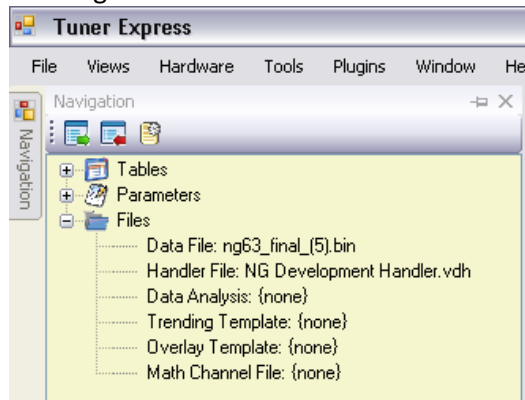 Tuner Express
File Views Hardware Tools Plugins Window He
Navigation
Navigation
Tables
Parameters
Files
Data File: ng63_final_(5).bin
Handler File: NG Development Handler.vdh
Data Analysis: {none}
Trending Template: {none}
Overlay Template: {none}
Math Channel File: {none}